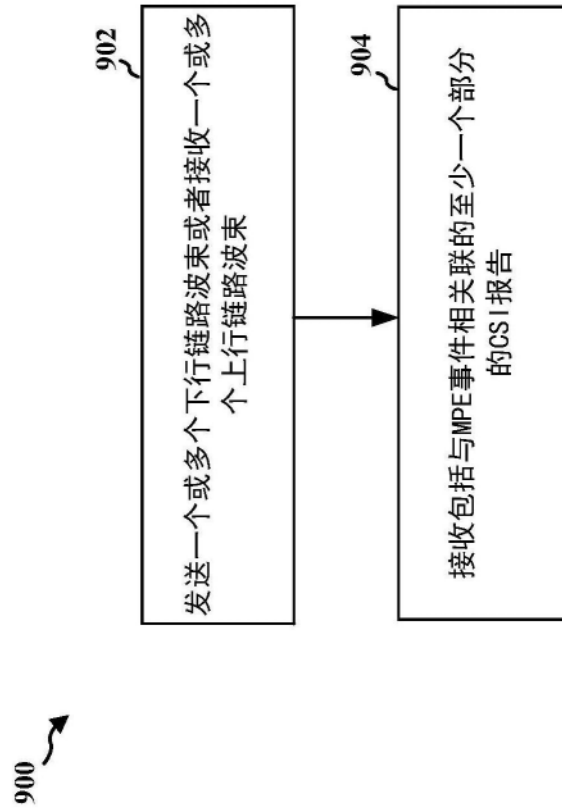 900
902
发送一个或多个下行链路波束或者接收一个或多
个上行链路波束
904
接收包括与MPE事件相关联的至少一个部分
的CSI报告